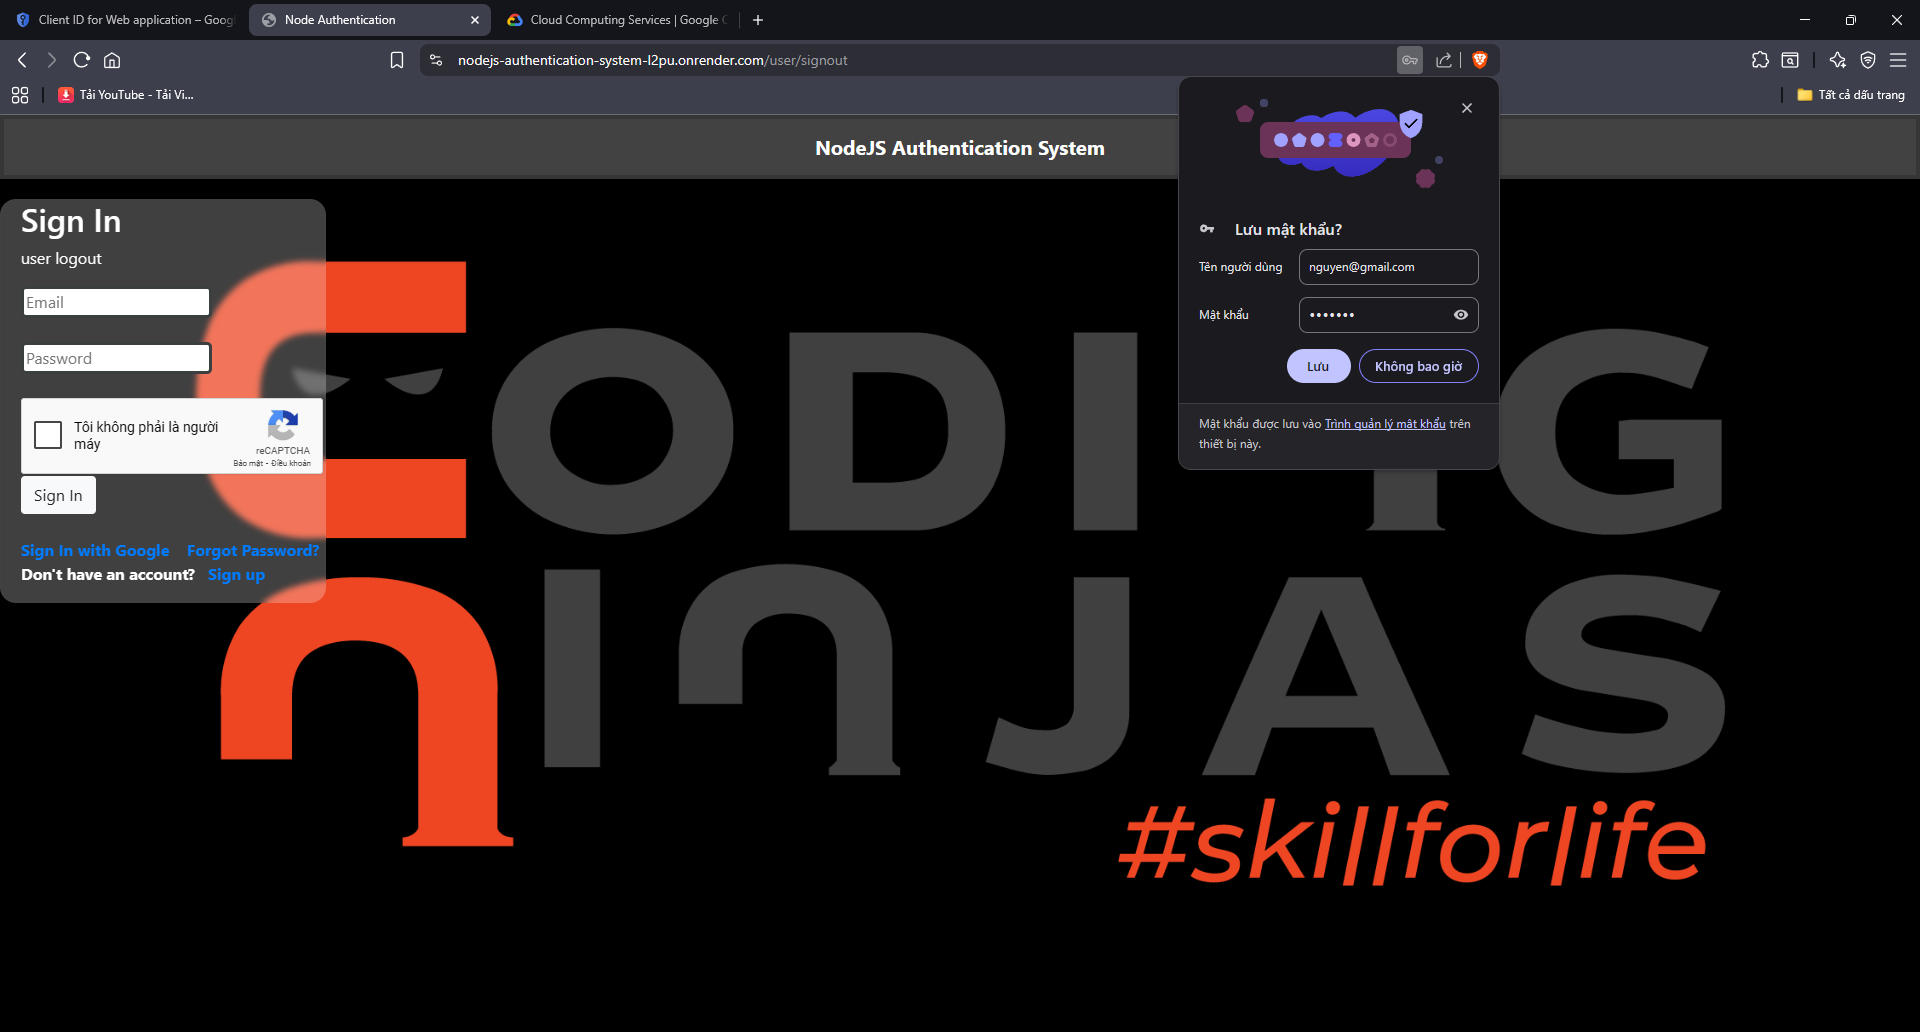 Client ID for Web application – Goog
Node Authentication
Cloud Computing Services | Google C
nodejs-authentication-system-l2pu.onrender.com/user/signout
Tải YouTube - Tải Vi...
Tất cả dấu trang
NodeJS Authentication System
Sign In
user logout
Email
Password
Tôi không phải là người
máy
reCAPTCHA
Bảo mật - Điều khoản
Sign In
Sign In with Google Forgot Password?
Don't have an account? Sign up
Lưu mật khẩu?
Tên người dùng nguyen@gmail.com
Mật khẩu •••••••
Lưu Không bao giờ
Mật khẩu được lưu vào Trình quản lý mật khẩu trên
thiết bị này.
CODING
NINJAS
#skillforlife